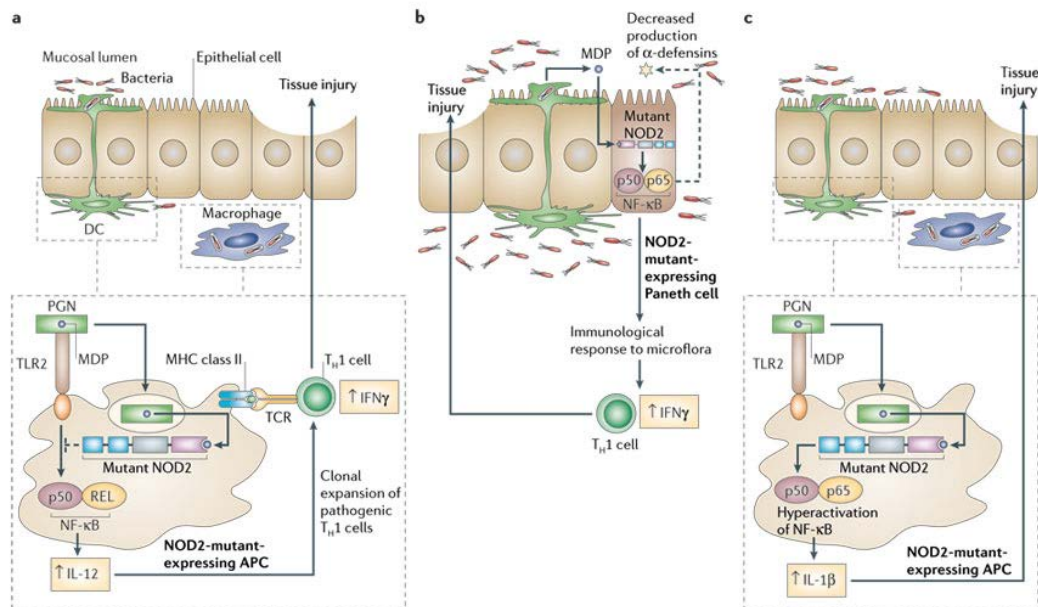 a
Mucosal lumen
Bacteria
Epithelial cell
Tissue injury
DC
Macrophage
PGN
MDP
TLR2
MHC class II
TCR
TH1 cell
↑ IFNγ
Mutant NOD2
p50
REL
NF-κB
↑ IL-12
NOD2-mutant-
expressing APC
Clonal
expansion of
pathogenic
TH1 cells
b
Tissue
injury
MDP
Decreased
production
of α-defensins
Mutant
NOD2
p50
p65
NF-κB
NOD2-
mutant-
expressing
Paneth cell
Immunological
response to microflora
TH1 cell
↑ IFNγ
c
Tissue
injury
PGN
MDP
TLR2
Mutant NOD2
p50
p65
Hyperactivation
of NF-κB
↑ IL-1β
NOD2-mutant-
expressing APC